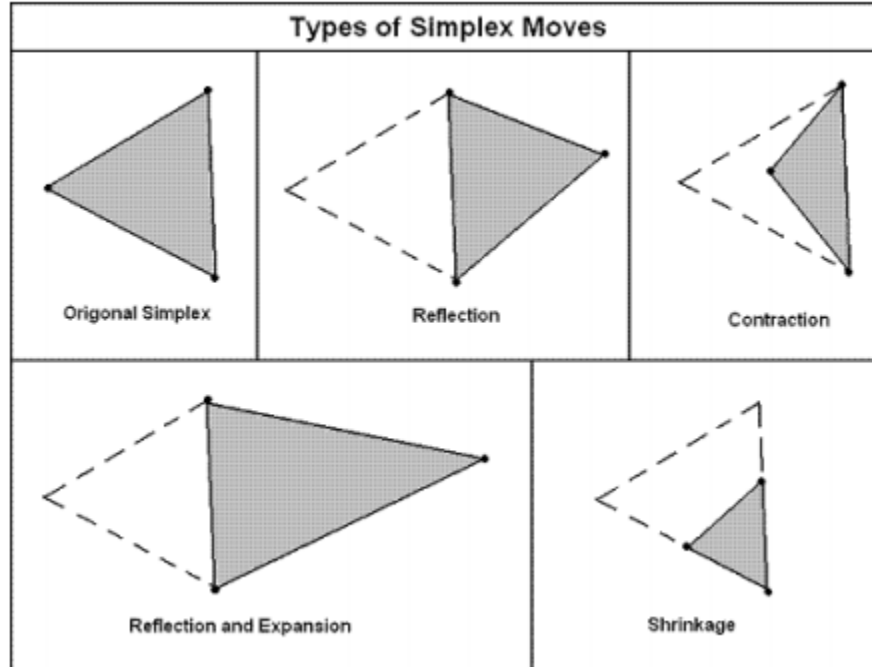 Types of Simplex Moves
Origonal Simplex
Reflection
Contraction
Reflection and Expansion
Shrinkage